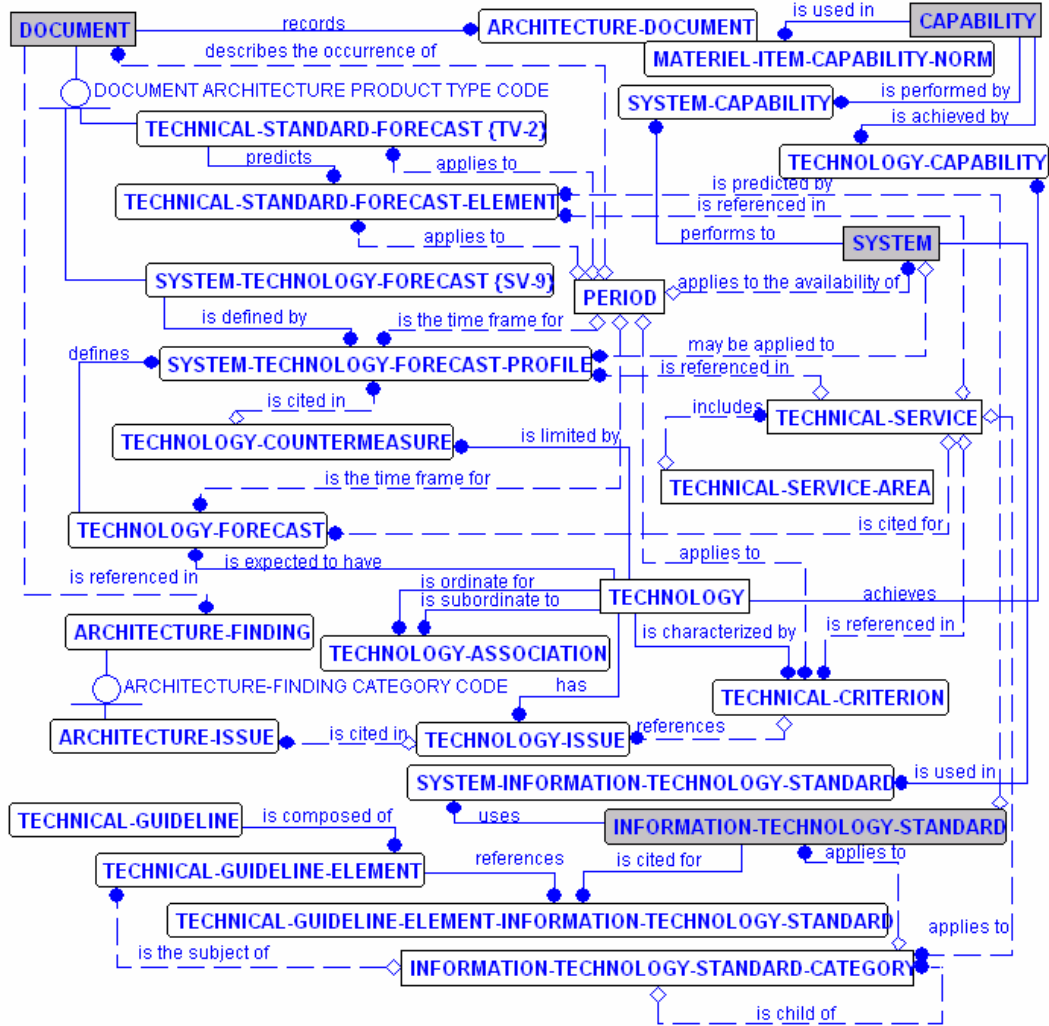 DOCUMENT
records
ARCHITECTURE-DOCUMENT
is used in
CAPABILITY
describes the occurrence of
MATERIEL-ITEM-CAPABILITY-NORM
DOCUMENT ARCHITECTURE PRODUCT TYPE CODE
SYSTEM-CAPABILITY
is performed by
is achieved by
TECHNICAL-STANDARD-FORECAST {TV-2}
predicts
applies to
TECHNOLOGY-CAPABILITY
is predicted by
TECHNICAL-STANDARD-FORECAST-ELEMENT
is referenced in
applies to
performs to
SYSTEM
SYSTEM-TECHNOLOGY-FORECAST {SV-9}
PERIOD
applies to the availability of
is defined by
is the time frame for
defines
SYSTEM-TECHNOLOGY-FORECAST-PROFILE
may be applied to
is referenced in
is cited in
includes
TECHNICAL-SERVICE
TECHNOLOGY-COUNTERMEASURE
is limited by
is the time frame for
TECHNICAL-SERVICE-AREA
TECHNOLOGY-FORECAST
is cited for
is expected to have
applies to
is referenced in
is ordinate for
is subordinate to
TECHNOLOGY
achieves
ARCHITECTURE-FINDING
is characterized by
is referenced in
TECHNOLOGY-ASSOCIATION
ARCHITECTURE-FINDING CATEGORY CODE
has
TECHNICAL-CRITERION
ARCHITECTURE-ISSUE
is cited in
TECHNOLOGY-ISSUE
references
SYSTEM-INFORMATION-TECHNOLOGY-STANDARD
is used in
TECHNICAL-GUIDELINE
is composed of
uses
INFORMATION-TECHNOLOGY-STANDARD
TECHNICAL-GUIDELINE-ELEMENT
references
is cited for
applies to
TECHNICAL-GUIDELINE-ELEMENT-INFORMATION-TECHNOLOGY-STANDARD
applies to
is the subject of
INFORMATION-TECHNOLOGY-STANDARD-CATEGORY
is child of